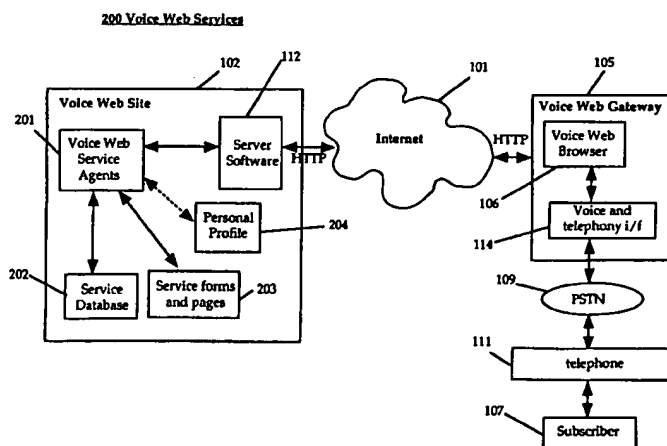 200 Voice Web Services
102
112
101
105
Voice Web Site
Voice Web Gateway
201
Voice Web
Service
Agents
Server
Software
HTTP
Internet
HTTP
Voice Web
Browser
106
Personal
Profile
204
Voice and
telephony i/f
114
202
Service
Database
Service forms
and pages
203
109
PSTN
111
telephone
107
Subscriber